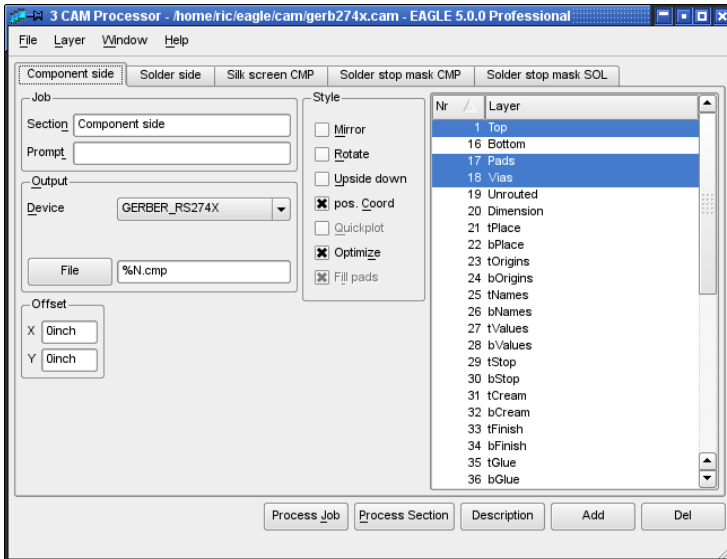 3 CAM Processor - /home/ric/eagle/cam/gerb274x.cam - EAGLE 5.0.0 Professional
File Layer Window Help
Component side Solder side Silk screen CMP Solder stop mask CMP Solder stop mask SOL
Job
Section Component side
Prompt
Output
Device GERBER_RS274X
File %N.cmp
Offset
X 0inch
Y 0inch
Style
Mirror
Rotate
Upside down
pos. Coord
Quickplot
Optimize
Fill pads
Nr Layer
1 Top
16 Bottom
17 Pads
18 Vias
19 Unrouted
20 Dimension
21 tPlace
22 bPlace
23 tOrigins
24 bOrigins
25 tNames
26 bNames
27 tValues
28 bValues
29 tStop
30 bStop
31 tCream
32 bCream
33 tFinish
34 bFinish
35 tGlue
36 bGlue
Process Job Process Section Description Add Del